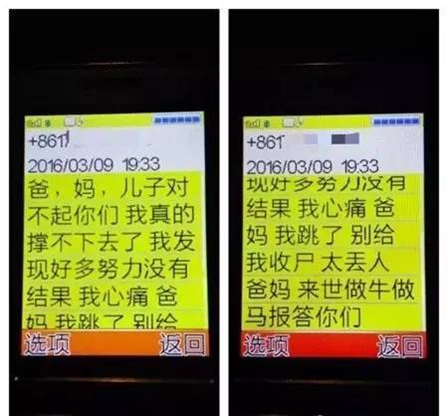 +861
2016/03/09 19:33
爸，妈，儿子对
不起你们 我真的
撑不下去了 我发
现好多努力没有
结果 我心痛 爸
妈 我跳了 别给
选项 返回
+861
2016/03/09 19:33
现好多努力没有
结果 我心痛 爸
妈 我跳了 别给
我收尸 太丢人
爸妈 来世做牛做
马报答你们
选项 返回